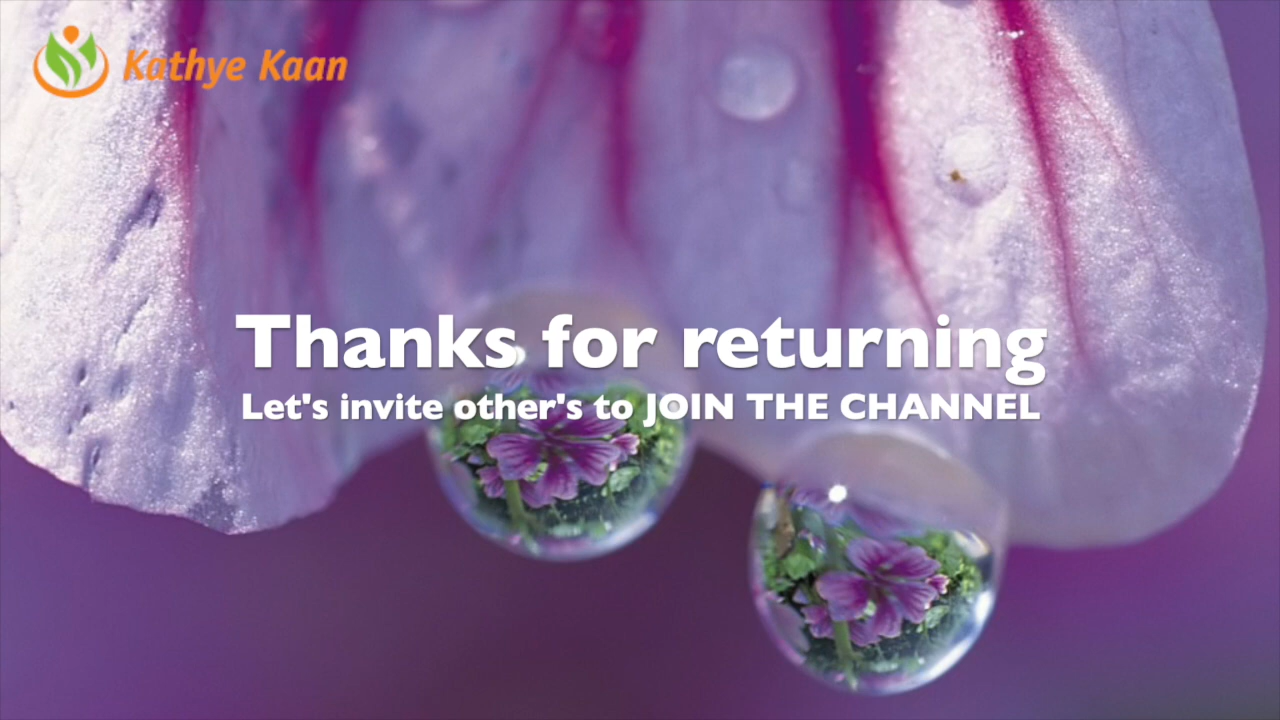 Kathye Kaan
Thanks for returning
Let's invite other's to JOIN THE CHANNEL